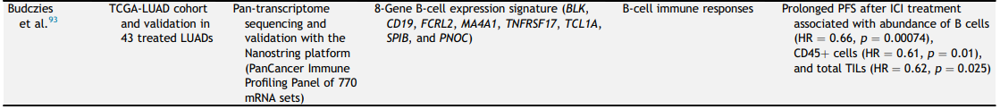 Budczies et al.93
TCGA-LUAD cohort and validation in 43 treated LUADs
Pan-transcriptome sequencing and validation with the Nanostring platform (PanCancer Immune Profiling Panel of 770 mRNA sets)
8-Gene B-cell expression signature (BLK, CD19, FCRL2, MA4A1, TNFRSF17, TCL1A, SPIB, and PNOC)
B-cell immune responses
Prolonged PFS after ICI treatment associated with abundance of B cells (HR = 0.66, p = 0.00074), CD45+ cells (HR = 0.61, p = 0.01), and total TILs (HR = 0.62, p = 0.025)